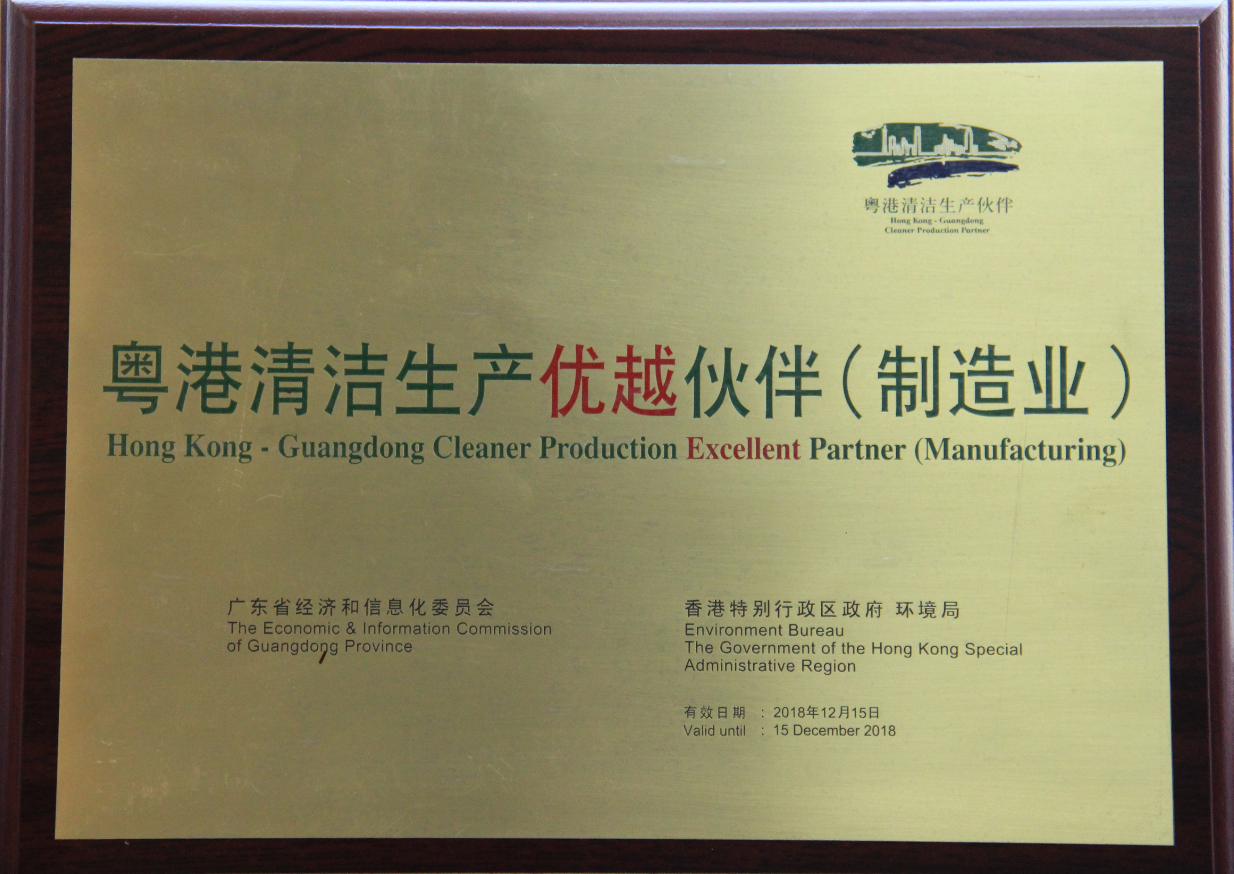 粤港清洁生产伙伴
Hong Kong - Guangdong
Cleaner Production Partner
粤港清洁生产优越伙伴(制造业)
Hong Kong - Guangdong Cleaner Production Excellent Partner (Manufacturing)
广东省经济和信息化委员会
The Economic & Information Commission
of Guangdong Province
香港特别行政区政府 环境局
Environment Bureau
The Government of the Hong Kong Special
Administrative Region
有效日期 : 2018年12月15日
Valid until : 15 December 2018